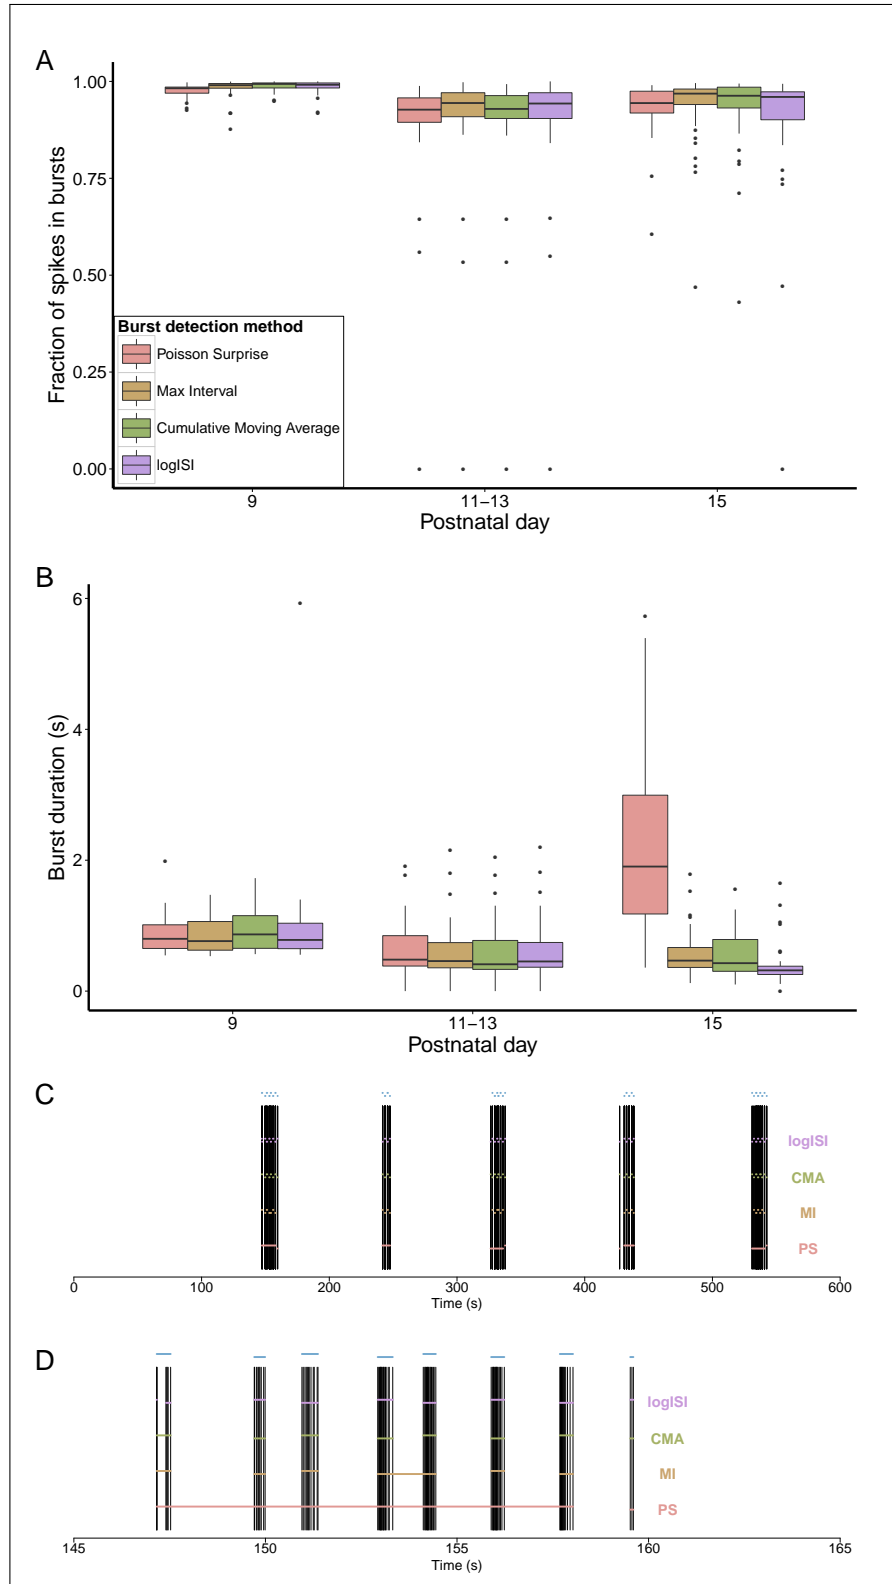 A
1.00
0.75
0.50
0.25
0.00
Fraction of spikes in bursts
Burst detection method
Poisson Surprise
Max Interval
Cumulative Moving Average
logISI
9
11–13
15
Postnatal day
B
6
4
2
0
Burst duration (s)
9
11–13
15
Postnatal day
C
logISI
CMA
MI
PS
0
100
200
300
400
500
600
Time (s)
D
logISI
CMA
MI
PS
145
150
155
160
165
Time (s)